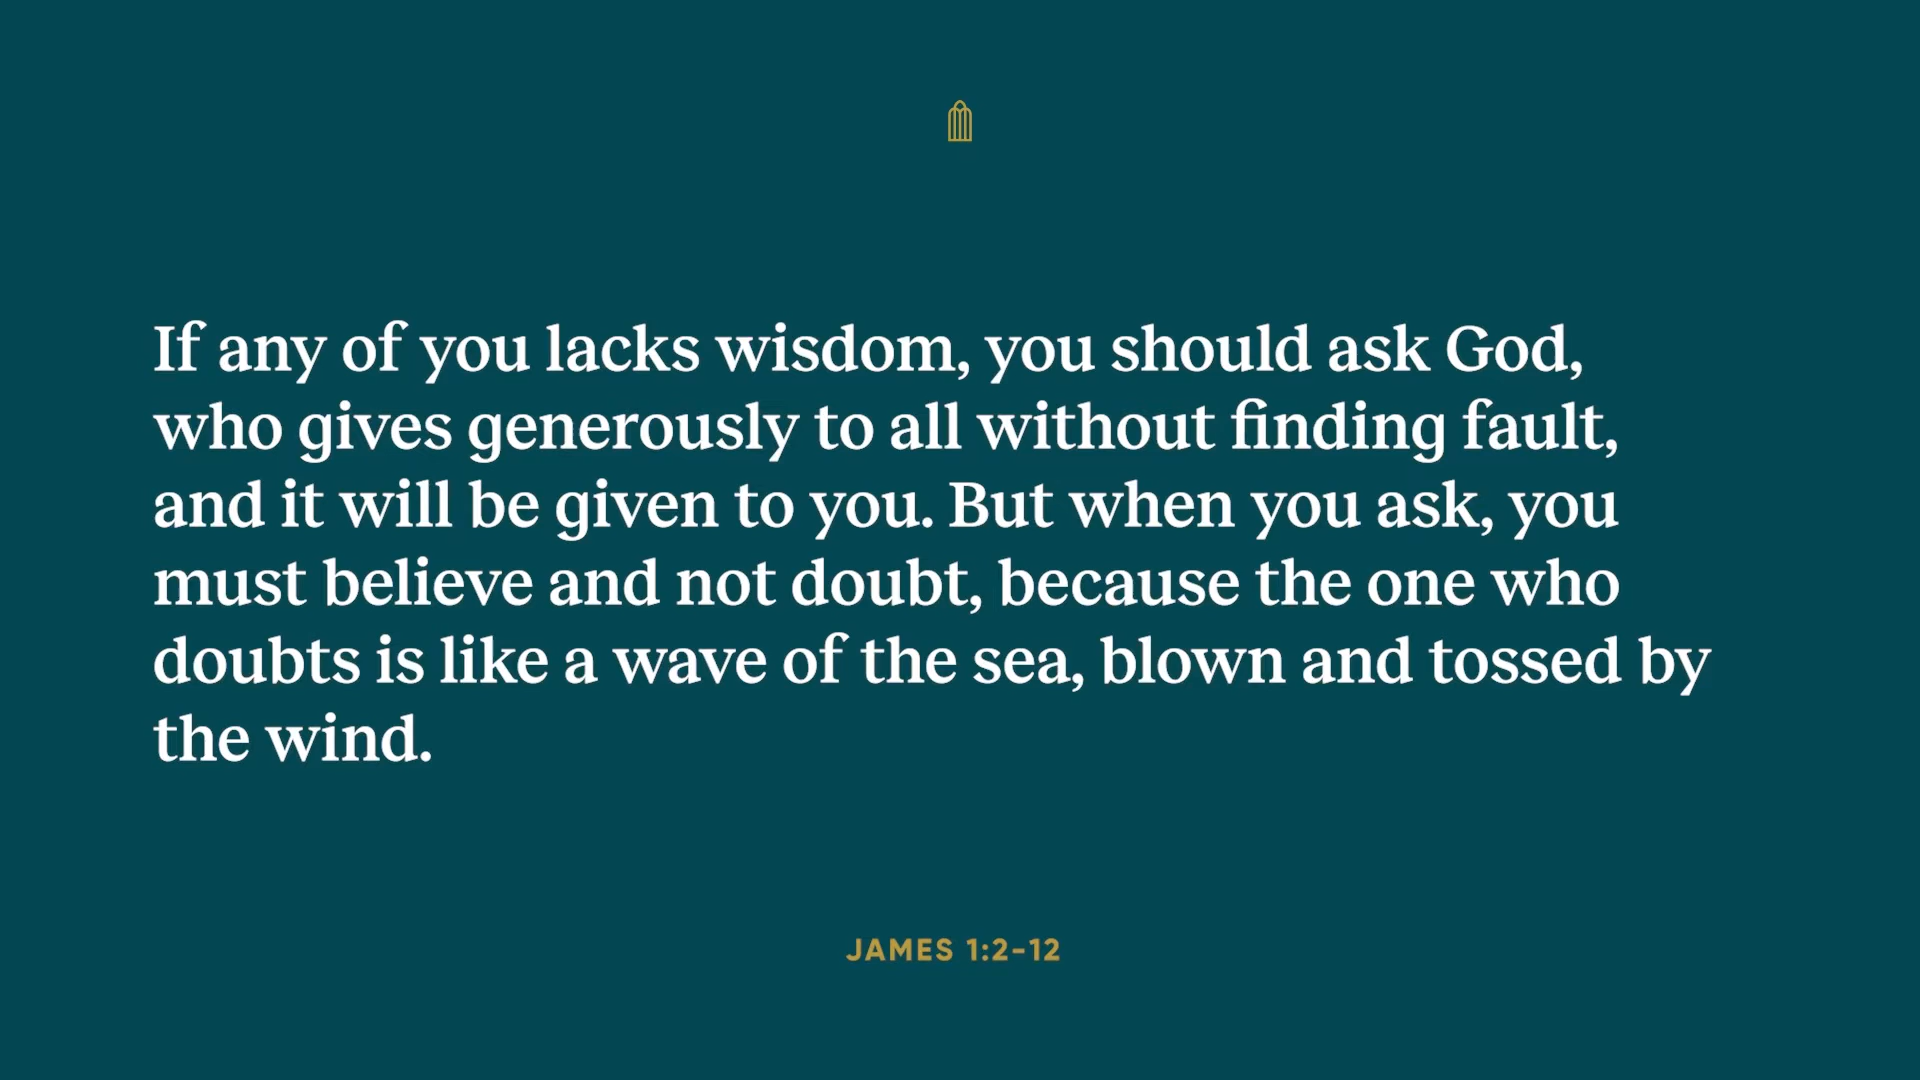 If any of you lacks wisdom, you should ask God,
who gives generously to all without finding fault,
and it will be given to you. But when you ask, you
must believe and not doubt, because the one who
doubts is like a wave of the sea, blown and tossed by
the wind.
JAMES 1:2-12